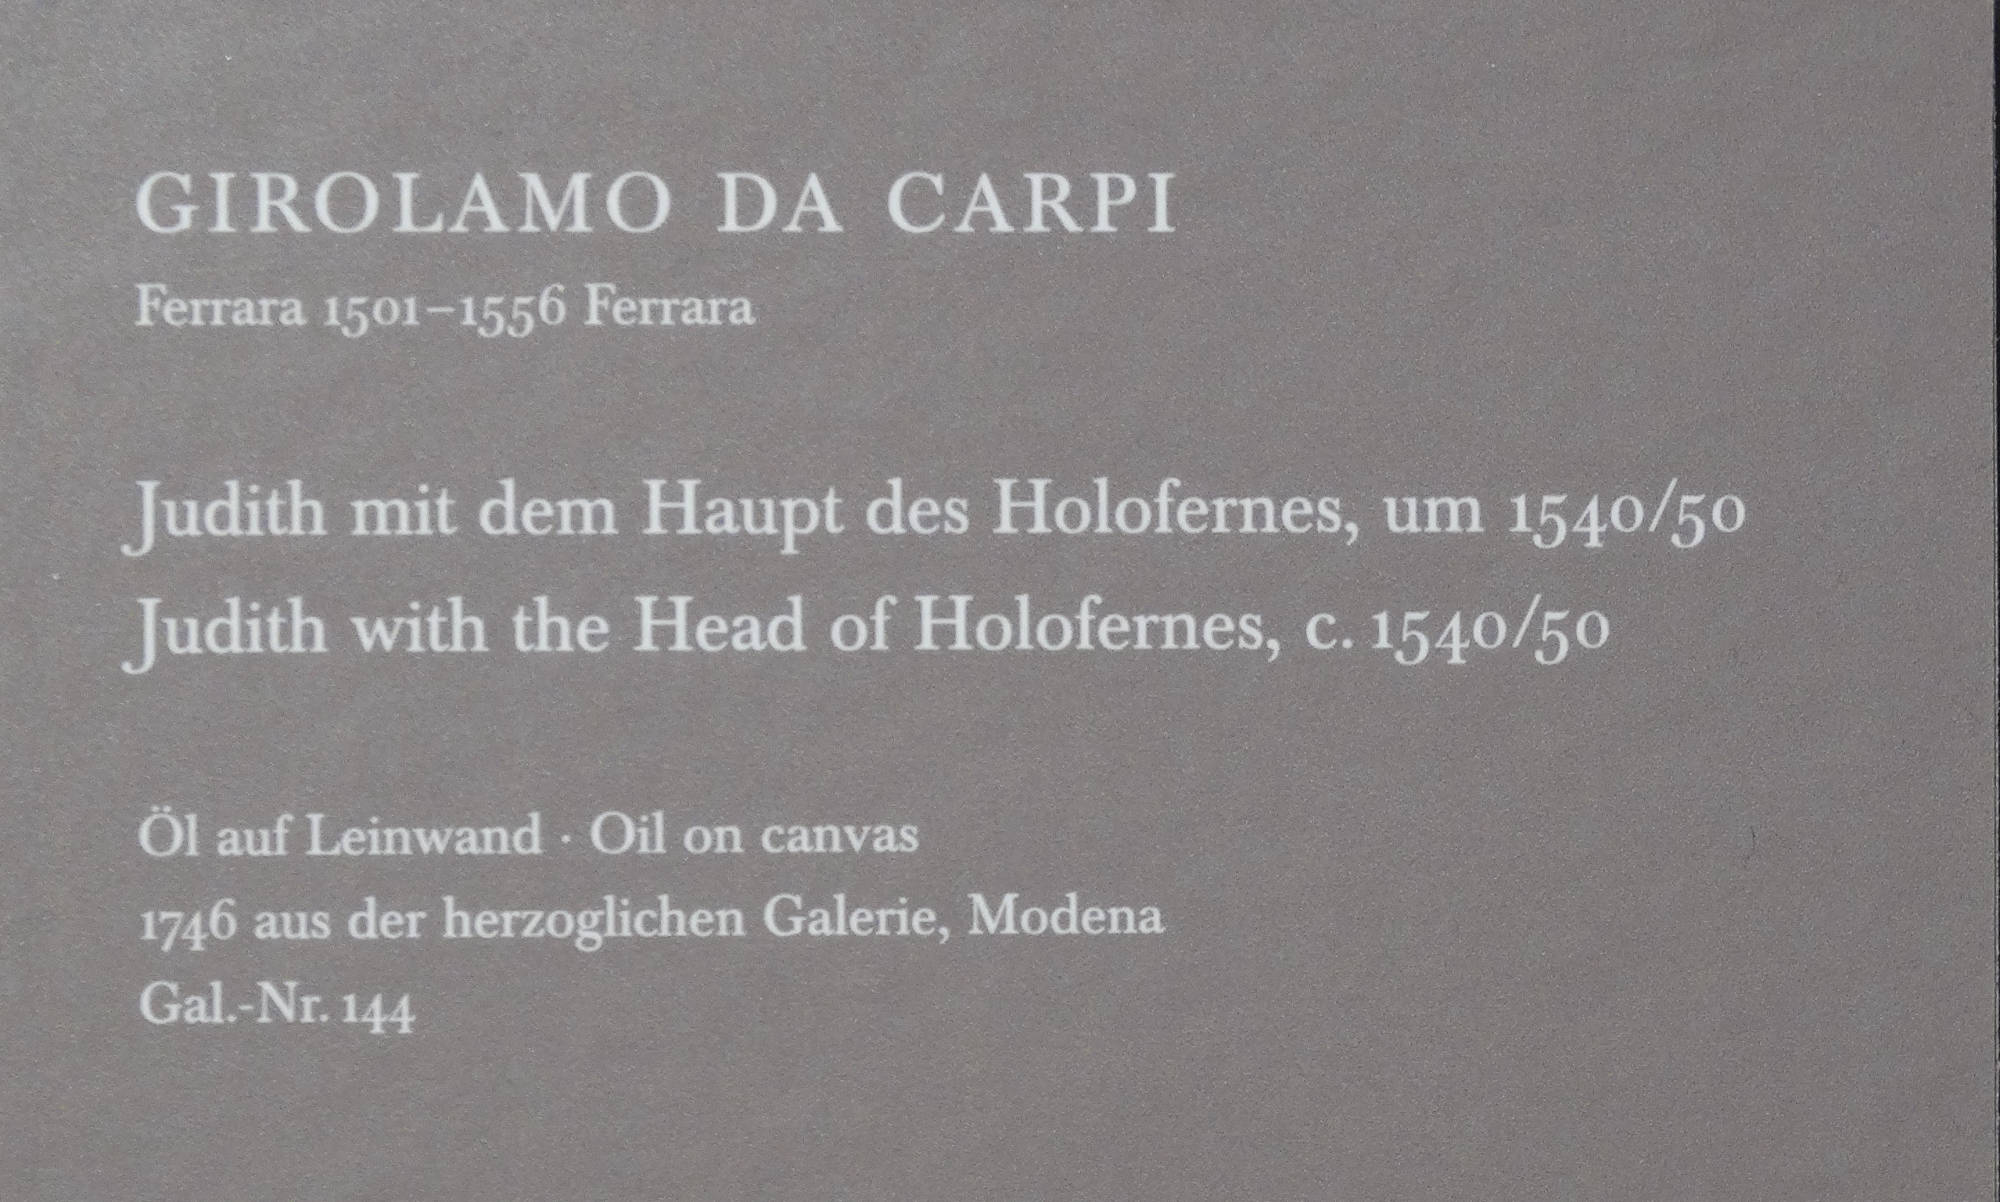 GIROLAMO DA CARPI
Ferrara 1501–1556 Ferrara
Judith mit dem Haupt des Holofernes, um 1540/50
Judith with the Head of Holofernes, c. 1540/50
Öl auf Leinwand · Oil on canvas
1746 aus der herzoglichen Galerie, Modena
Gal.-Nr. 144